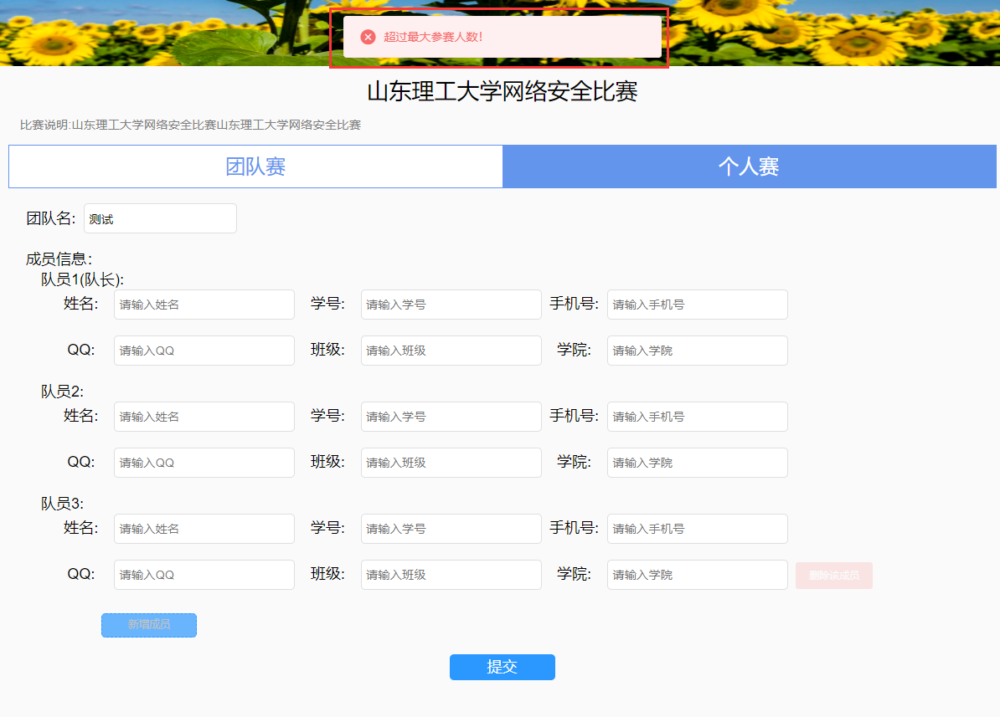 超过最大参赛人数!
山东理工大学网络安全比赛
比赛说明:山东理工大学网络安全比赛山东理工大学网络安全比赛
团队赛 个人赛
团队名: 测试
成员信息:
队员1(队长):
姓名: 请输入姓名 学号: 请输入学号 手机号: 请输入手机号
QQ: 请输入QQ 班级: 请输入班级 学院: 请输入学院
队员2:
姓名: 请输入姓名 学号: 请输入学号 手机号: 请输入手机号
QQ: 请输入QQ 班级: 请输入班级 学院: 请输入学院
队员3:
姓名: 请输入姓名 学号: 请输入学号 手机号: 请输入手机号
QQ: 请输入QQ 班级: 请输入班级 学院: 请输入学院 删除该成员
新增成员
提交